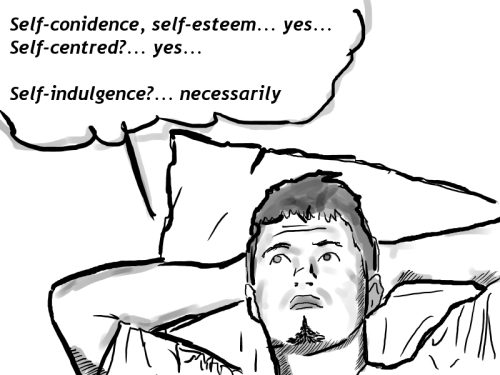 Self-conidence, self-esteem... yes...
Self-centred?... yes...
Self-indulgence?... necessarily